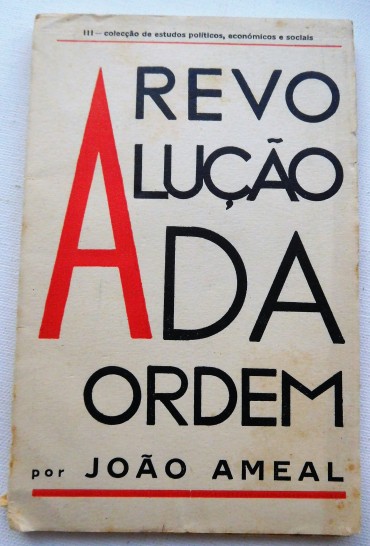 III – colecção de estudos políticos, económicos e sociais
A REVO
LUÇÃO
DA
ORDEM
por JOÃO AMEAL